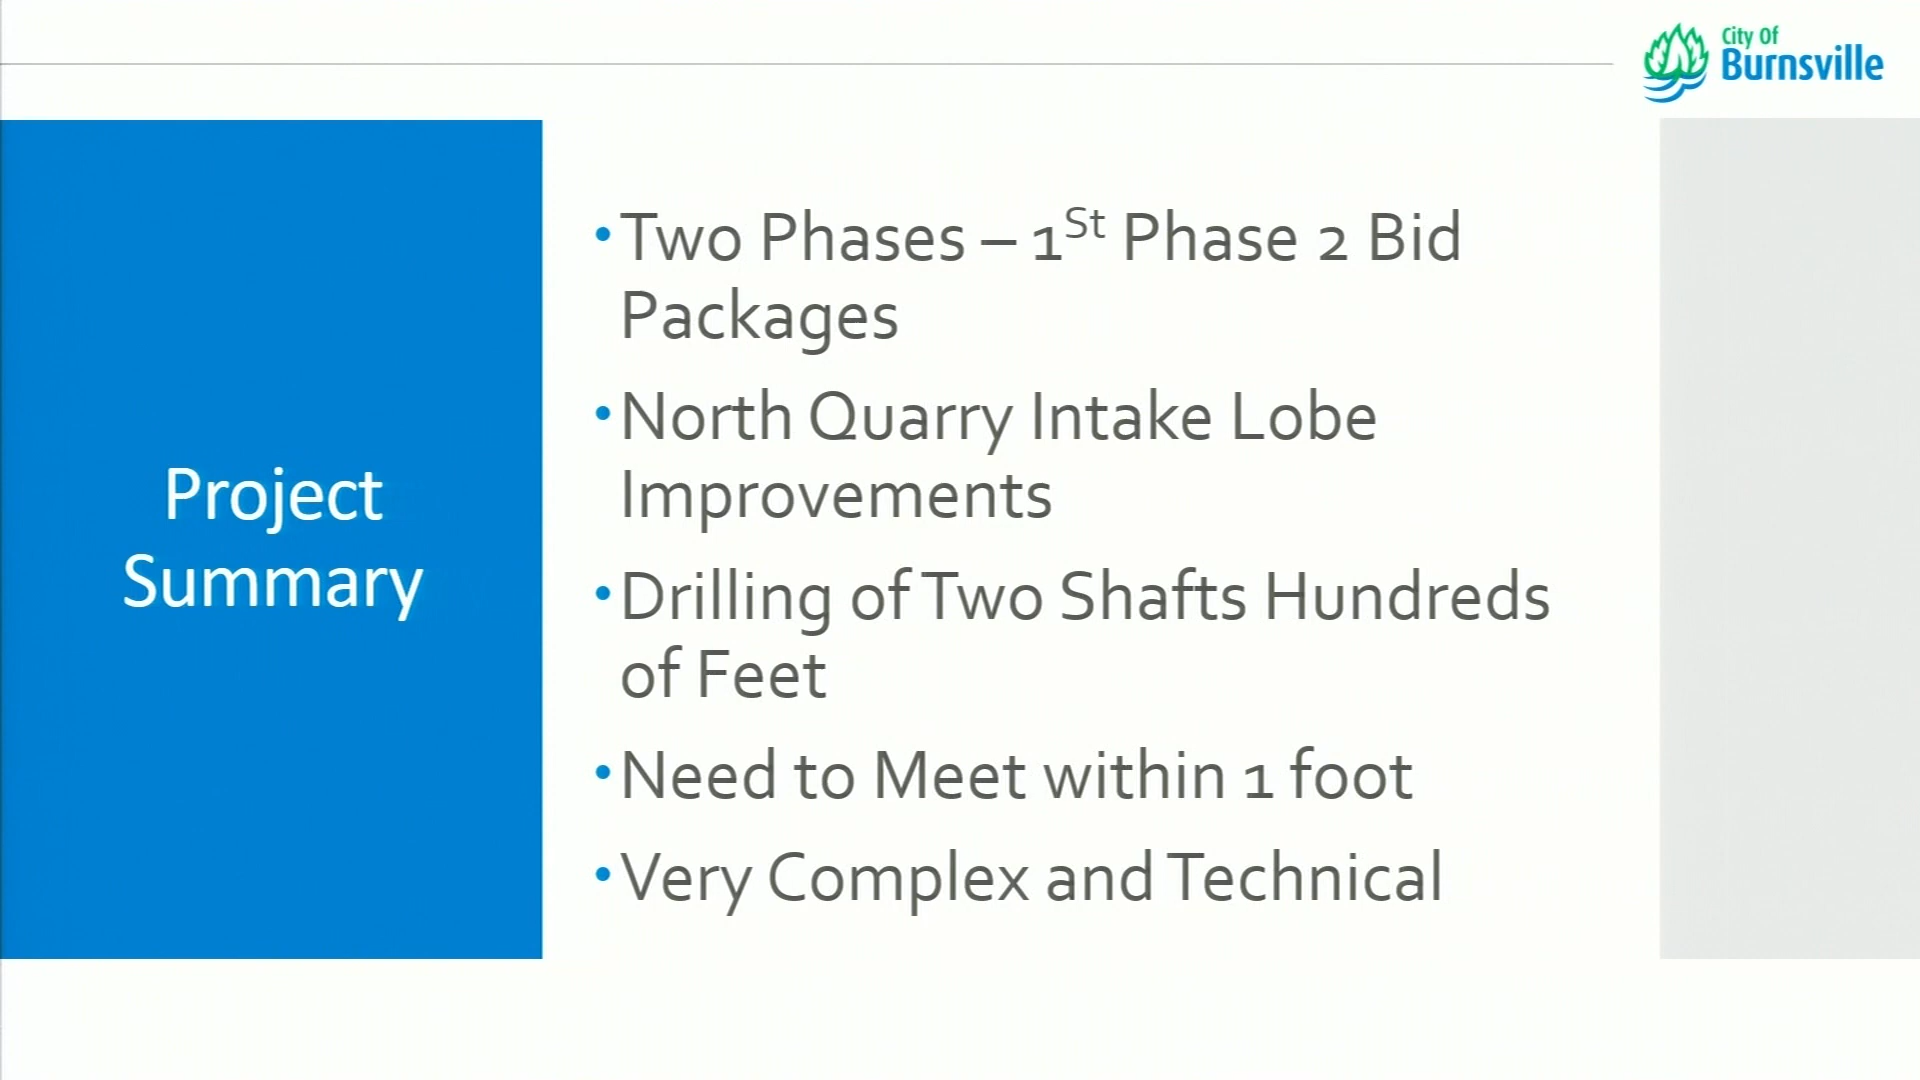 City Of
Burnsville
Project
Summary
•Two Phases – 1St Phase 2 Bid
Packages
•North Quarry Intake Lobe
Improvements
•Drilling of Two Shafts Hundreds
of Feet
•Need to Meet within 1 foot
•Very Complex and Technical